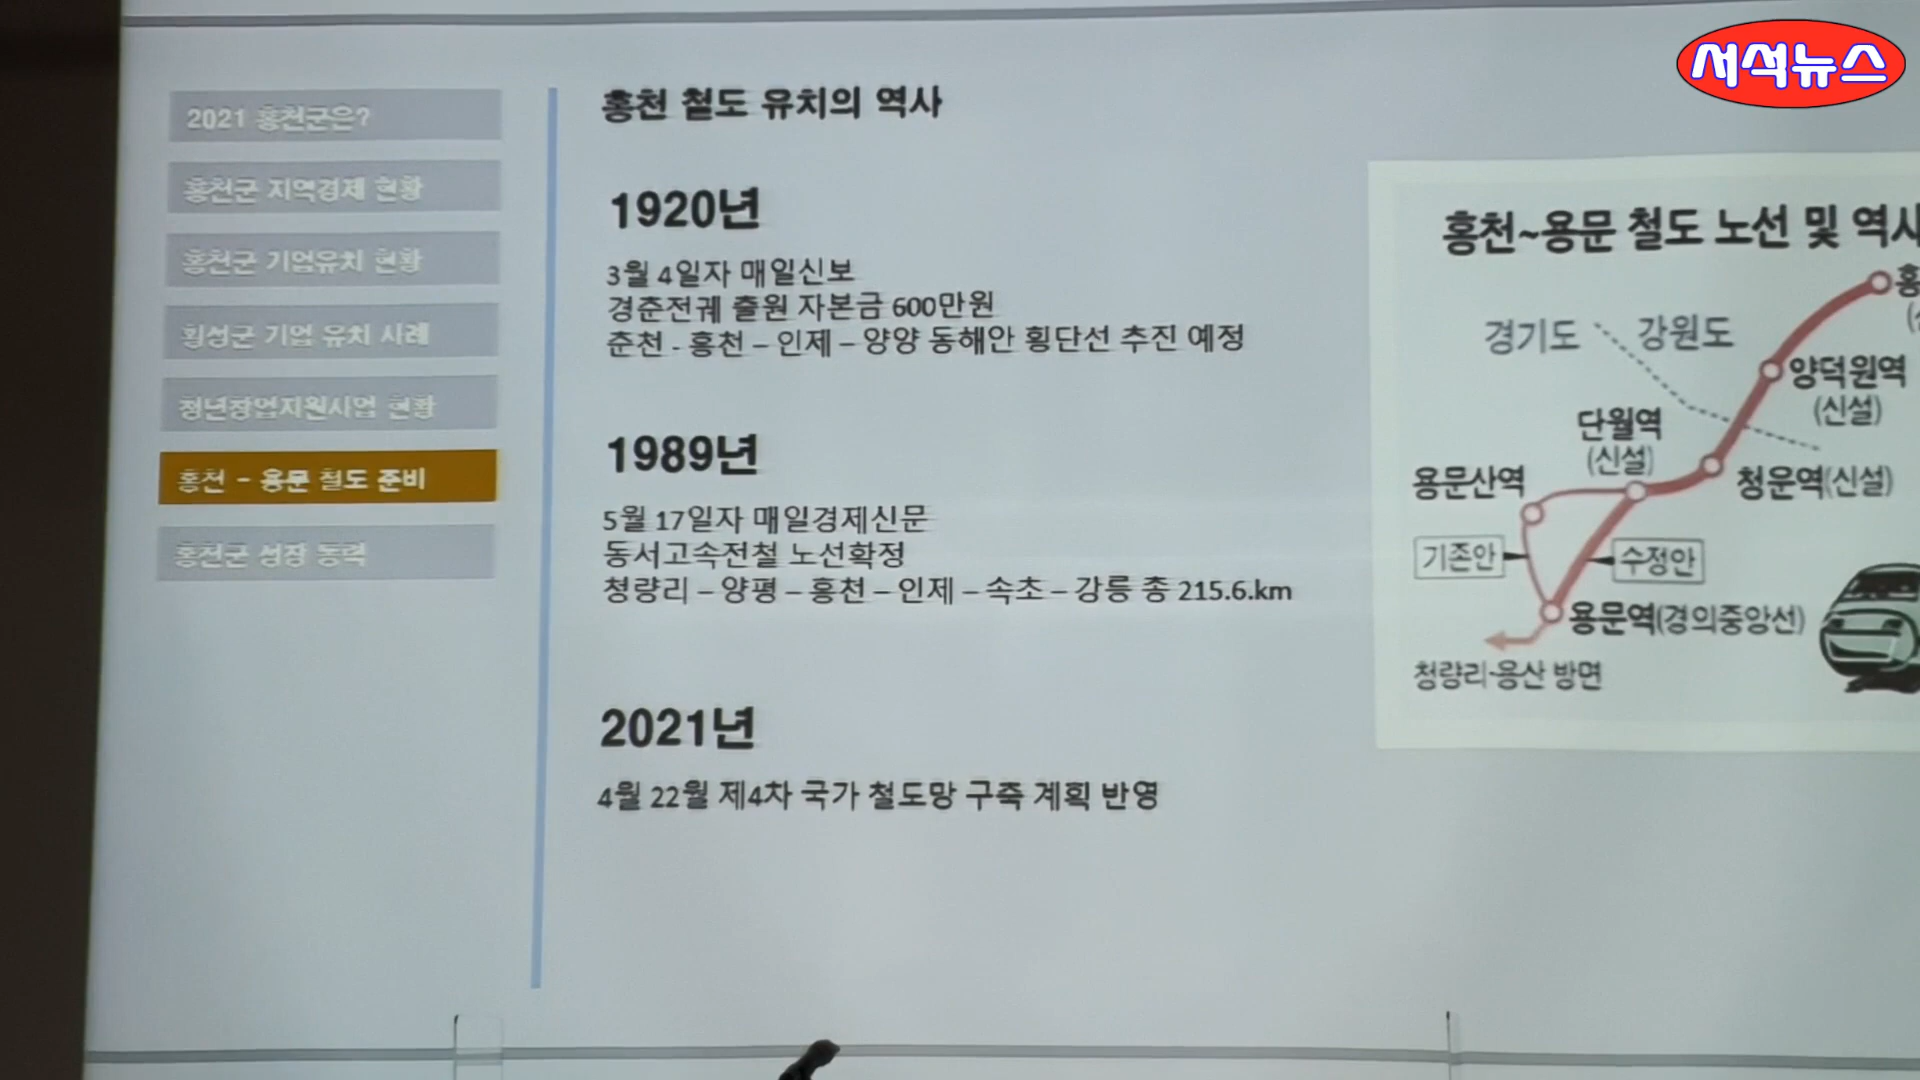 서석뉴스
2021 홍천군은?
홍천군 지역경제 현황
홍천군 기업유치 현황
횡성군 기업 유치 사례
청년창업지원사업 현황
홍천 - 용문 철도 준비
홍천군 성장 동력
홍천 철도 유치의 역사
1920년
3월 4일자 매일신보
경춘전궤 출원 자본금 600만원
춘천 - 홍천 – 인제 – 양양 동해안 횡단선 추진 예정
1989년
5월 17일자 매일경제신문
동서고속전철 노선확정
청량리 – 양평 – 홍천 – 인제 – 속초 – 강릉 총 215.6.km
2021년
4월 22월 제4차 국가 철도망 구축 계획 반영
홍천~용문 철도 노선 및 역사
경기도
강원도
양덕원역
(신설)
단월역
(신설)
청운역(신설)
용문산역
기존안
수정안
용문역(경의중앙선)
청량리·용산 방면